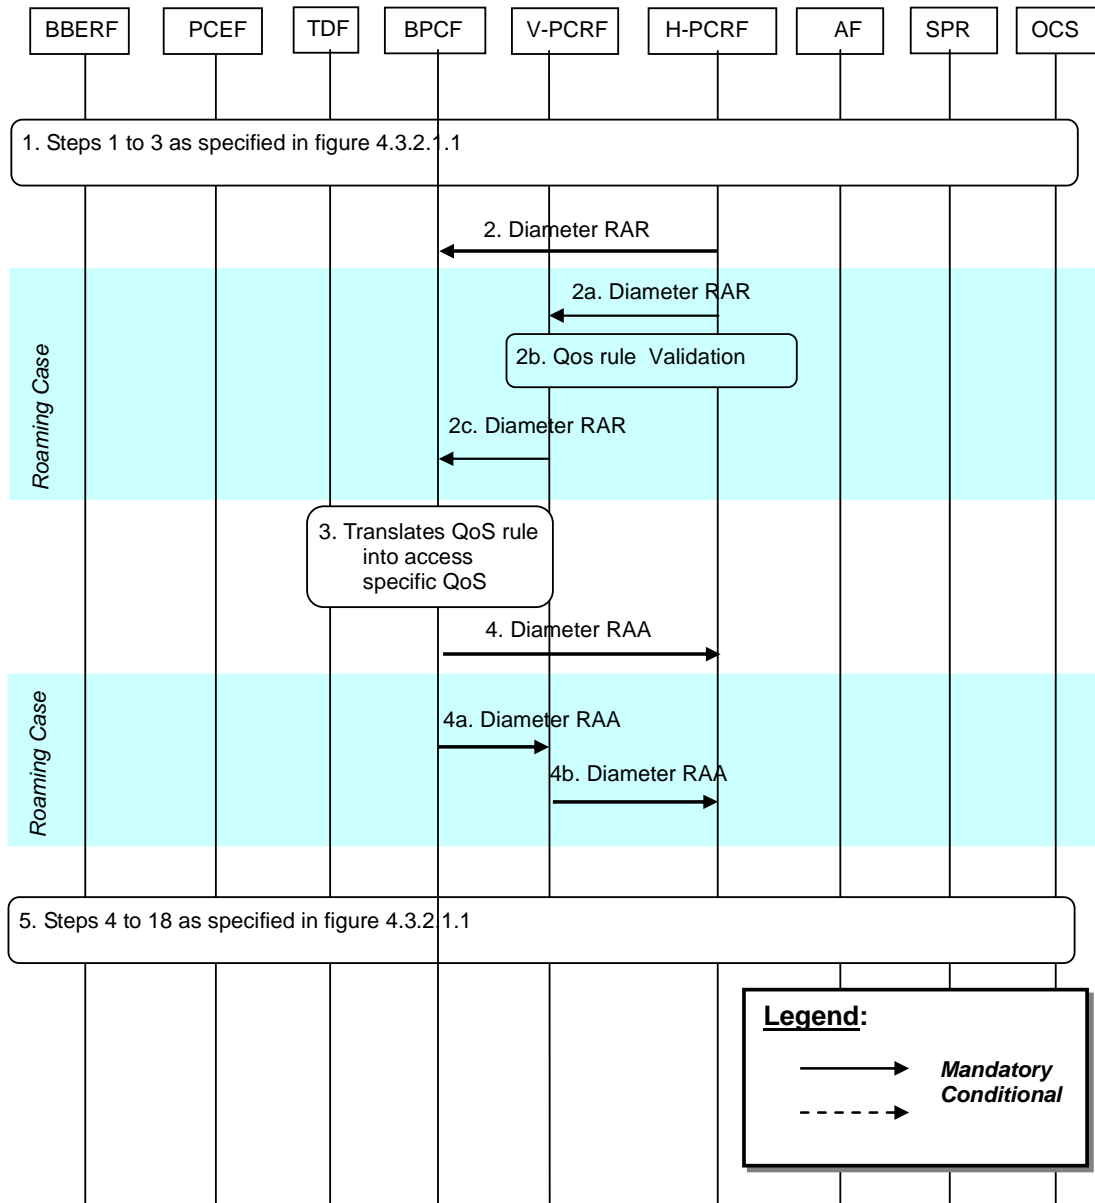 BBERF
PCEF
TDF
BPCF
V-PCRF
H-PCRF
AF
SPR
OCS
1. Steps 1 to 3 as specified in figure 4.3.2.1.1
2. Diameter RAR
Roaming Case
2a. Diameter RAR
2b. Qos rule Validation
2c. Diameter RAR
3. Translates QoS rule
into access
specific QoS
4. Diameter RAA
Roaming Case
4a. Diameter RAA
4b. Diameter RAA
5. Steps 4 to 18 as specified in figure 4.3.2.1.1
Legend:
Mandatory
Conditional